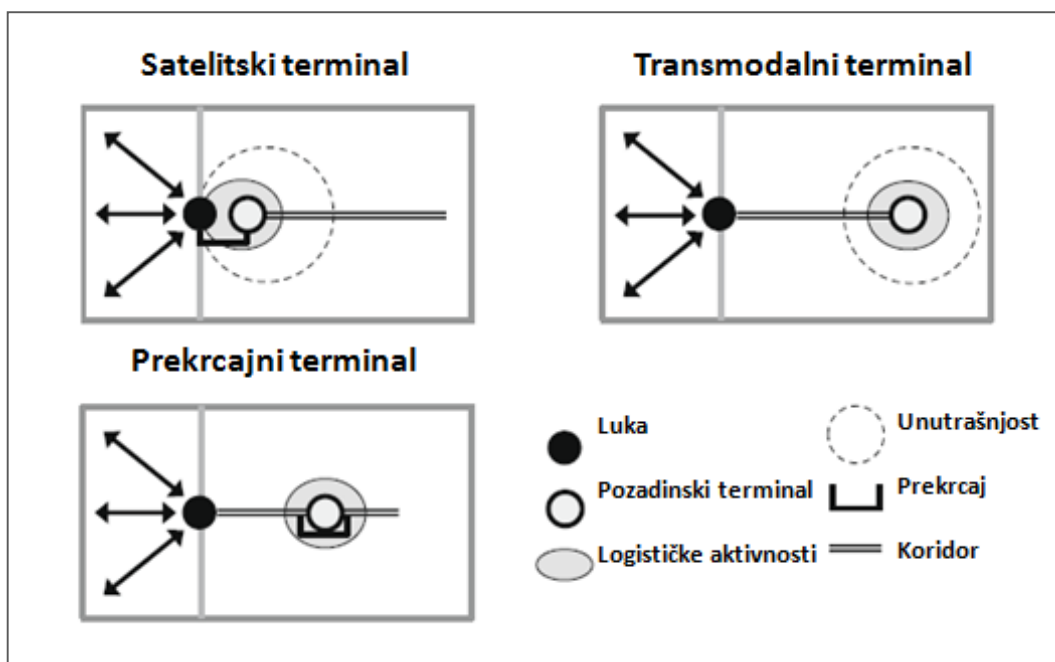 Satelitski terminal
Transmodalni terminal
Prekrcajni terminal
Luka
Unutrašnjost
Pozadinski terminal
Prekrcaj
Logističke aktivnosti
Koridor